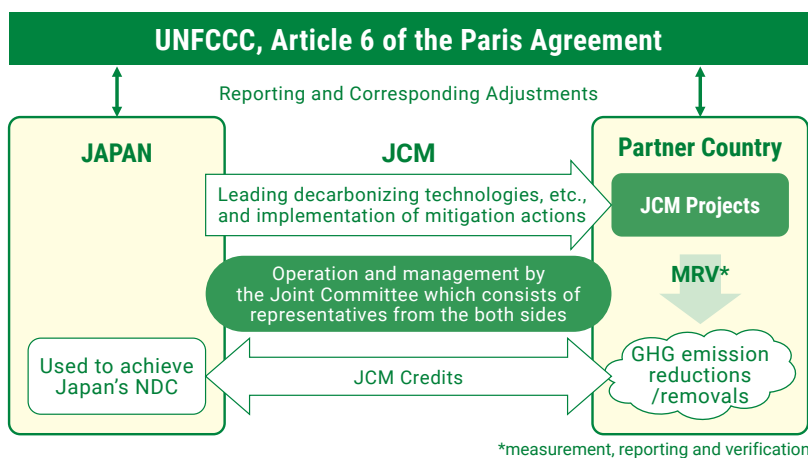 UNFCCC, Article 6 of the Paris Agreement
Reporting and Corresponding Adjustments
JAPAN
JCM
Partner Country
Leading decarbonizing technologies, etc.,
and implementation of mitigation actions
JCM Projects
MRV*
Operation and management by
the Joint Committee which consists of
representatives from the both sides
Used to achieve
Japan's NDC
JCM Credits
GHG emission
reductions
/removals
*measurement, reporting and verification